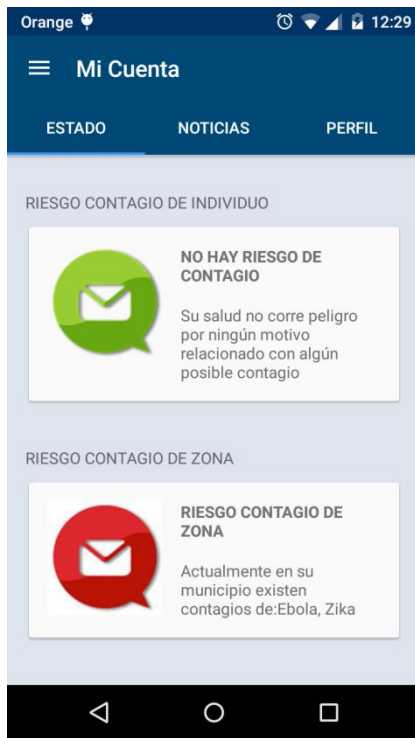 Orange 12:29
Mi Cuenta
ESTADO NOTICIAS PERFIL
RIESGO CONTAGIO DE INDIVIDUO
NO HAY RIESGO DE
CONTAGIO
Su salud no corre peligro
por ningún motivo
relacionado con algún
posible contagio
RIESGO CONTAGIO DE ZONA
RIESGO CONTAGIO DE
ZONA
Actualmente en su
municipio existen
contagios de:Ebola, Zika